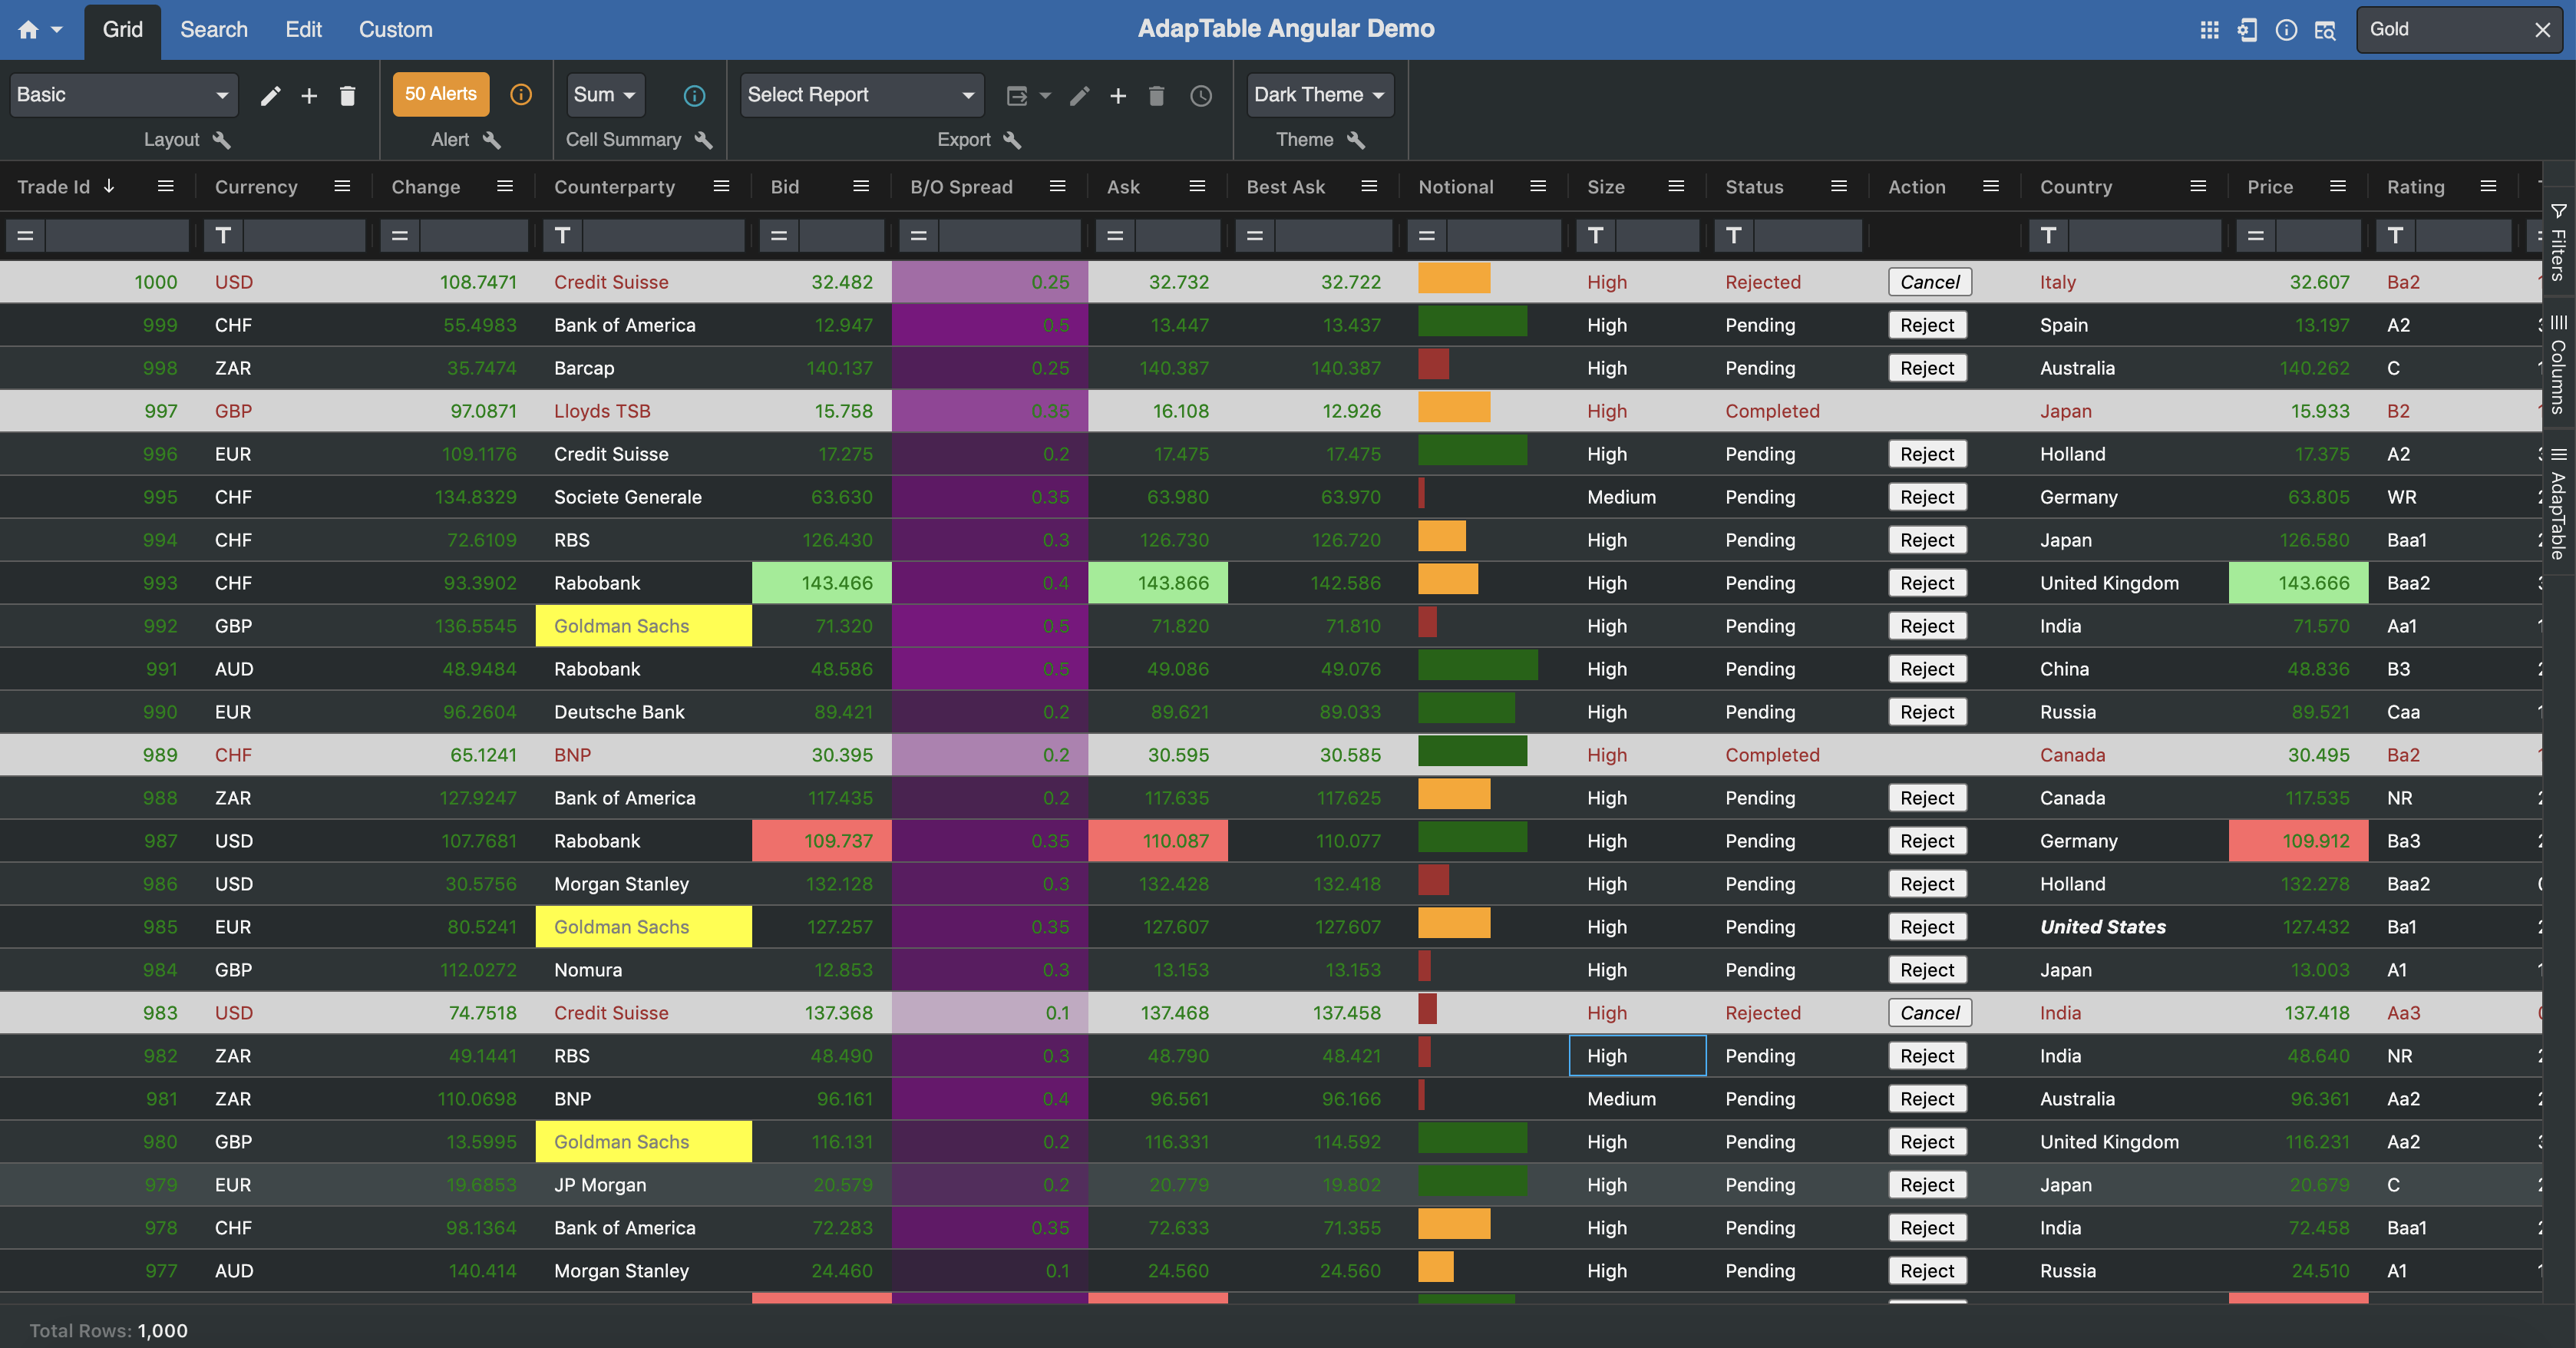 Grid Search Edit Custom AdapTable Angular Demo Gold
Basic 50 Alerts Sum Select Report Dark Theme
Layout Alert Cell Summary Export Theme
Trade Id Currency Change Counterparty Bid B/O Spread Ask Best Ask Notional Size Status Action Country Price Rating
1000 USD 108.7471 Credit Suisse 32.482 0.25 32.732 32.722 High Rejected Cancel Italy 32.607 Ba2
999 CHF 55.4983 Bank of America 12.947 0.5 13.447 13.437 High Pending Reject Spain 13.197 A2
998 ZAR 35.7474 Barcap 140.137 0.25 140.387 140.387 High Pending Reject Australia 140.262 C
997 GBP 97.0871 Lloyds TSB 15.758 0.35 16.108 12.926 High Completed Japan 15.933 B2
996 EUR 109.1176 Credit Suisse 17.275 0.2 17.475 17.475 High Pending Reject Holland 17.375 A2
995 CHF 134.8329 Societe Generale 63.630 0.35 63.980 63.970 Medium Pending Reject Germany 63.805 WR
994 CHF 72.6109 RBS 126.430 0.3 126.730 126.720 High Pending Reject Japan 126.580 Baa1
993 CHF 93.3902 Rabobank 143.466 0.4 143.866 142.586 High Pending Reject United Kingdom 143.666 Baa2
992 GBP 136.5545 Goldman Sachs 71.320 0.5 71.820 71.810 High Pending Reject India 71.570 Aa1
991 AUD 48.9484 Rabobank 48.586 0.5 49.086 49.076 High Pending Reject China 48.836 B3
990 EUR 96.2604 Deutsche Bank 89.421 0.2 89.621 89.033 High Pending Reject Russia 89.521 Caa
989 CHF 65.1241 BNP 30.395 0.2 30.595 30.585 High Completed Canada 30.495 Ba2
988 ZAR 127.9247 Bank of America 117.435 0.2 117.635 117.625 High Pending Reject Canada 117.535 NR
987 USD 107.7681 Rabobank 109.737 0.35 110.087 110.077 High Pending Reject Germany 109.912 Ba3
986 USD 30.5756 Morgan Stanley 132.128 0.3 132.428 132.418 High Pending Reject Holland 132.278 Baa2
985 EUR 80.5241 Goldman Sachs 127.257 0.35 127.607 127.607 High Pending Reject United States 127.432 Ba1
984 GBP 112.0272 Nomura 12.853 0.3 13.153 13.153 High Pending Reject Japan 13.003 A1
983 USD 74.7518 Credit Suisse 137.368 0.1 137.468 137.458 High Rejected Cancel India 137.418 Aa3
982 ZAR 49.1441 RBS 48.490 0.3 48.790 48.421 High Pending Reject India 48.640 NR
981 ZAR 110.0698 BNP 96.161 0.4 96.561 96.166 Medium Pending Reject Australia 96.361 Aa2
980 GBP 13.5995 Goldman Sachs 116.131 0.2 116.331 114.592 High Pending Reject United Kingdom 116.231 Aa2
979 EUR 19.6853 JP Morgan 20.579 0.2 20.779 19.802 High Pending Reject Japan 20.679 C
978 CHF 98.1364 Bank of America 72.283 0.35 72.633 71.355 High Pending Reject India 72.458 Baa1
977 AUD 140.414 Morgan Stanley 24.460 0.1 24.560 24.560 High Pending Reject Russia 24.510 A1
Total Rows: 1,000
Filters
Columns
AdapTable